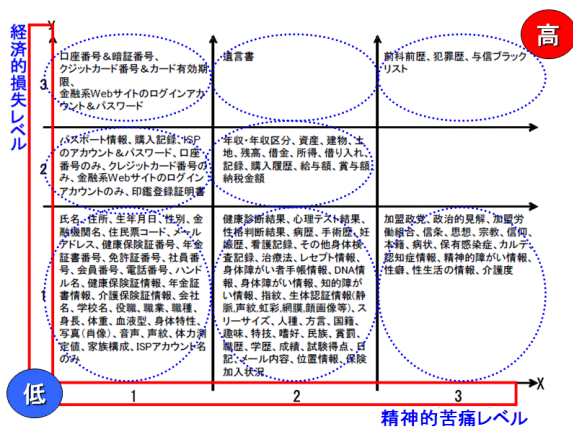 Y
高
経済的損失レベル
3
口座番号&暗証番号、
クジットカード番号&カード有効期
限、
金融系Webサイトのログインアカ
ウント&パスワード
遺言書
前科前歴、犯罪歴、与信ブラック
リスト
2
パスポート情報、購入記録、ISP
のアカウント&パスワード、口座
番号のみ、クレジットカード番号の
み、金融系Webサイトのログイン
アカウントのみ、印鑑登録証明書
年収・年収区分、資産、建物、土
地、残高、借金、所得、借り入れ
記録、購入履歴、給与額、賞与額
納税金額
1
氏名、住所、生年月日、性別、金
融機関名、住民票コード、メール
アドレス、健康保険証番号、年金
証書番号、免許証番号、社員番
号、会員番号、電話番号、ハンド
ル名、健康保険証情報、年金証
書情報、介護保険証情報、会社
名、学校名、役職、職業、職種、
身長、体重、血液型、身体特性、
写真(肖像)、音声、声紋、体力測
定値、家族構成、ISPアカウント名
のみ
健康診断結果、心理テスト結果、
性格判断結果、病歴、手術歴、妊
娠歴、看護記録、その他身体検
査記録、治療法、レセプト情報、
身体障がい者手帳情報、DNA情
報、身体障がい情報、知的障が
い情報、指紋、生体認証情報(静
脈,声紋,虹彩,網膜,顔画像等)、ス
リーサイズ、人種、方言、国籍、
趣味、特技、嗜好、民族、賞罰、
職歴、学歴、成績、試験得点、日
記、メール内容、位置情報、保険
加入状況
加盟政党、政治的見解、加盟労
働組合、信条、思想、宗教、信仰、
本籍、病状、保有感染症、カルテ、
認知症情報、精神的障がい情報、
性癖、性生活の情報、介護度
低
X
1
2
3
精神的苦痛レベル